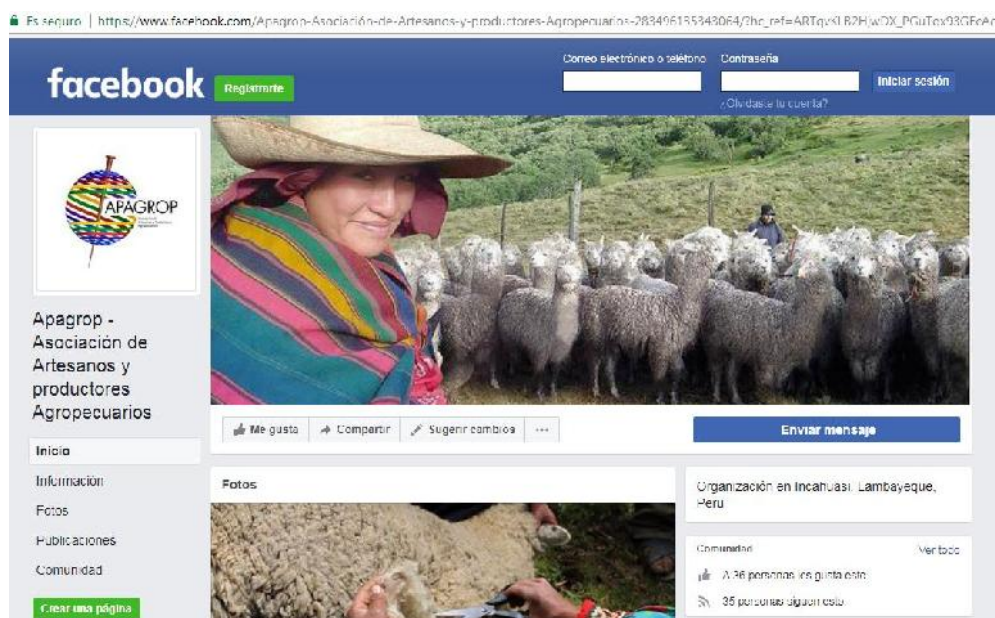 Es seguro | https://www.facebook.com/Apagrop-Asociación-de-Artesanos-y-productores-Agropecuarios-283496135343064/?hc_ref=
facebook
Registrarte
Correo electrónico o teléfono
Contraseña
Iniciar sesión
¿Olvidaste tu cuenta?
APAGROP
Apagrop -
Asociación de
Artesanos y
productores
Agropecuarios
Inicio
Información
Fotos
Publicaciones
Comunidad
Crear una página
Me gusta
Compartir
Sugerir cambios
Enviar mensaje
Fotos
Organización en Incahuasi, Lambayeque,
Peru
Comunidad
Ver todo
A 36 personas les gusta esto
35 personas siguen esto